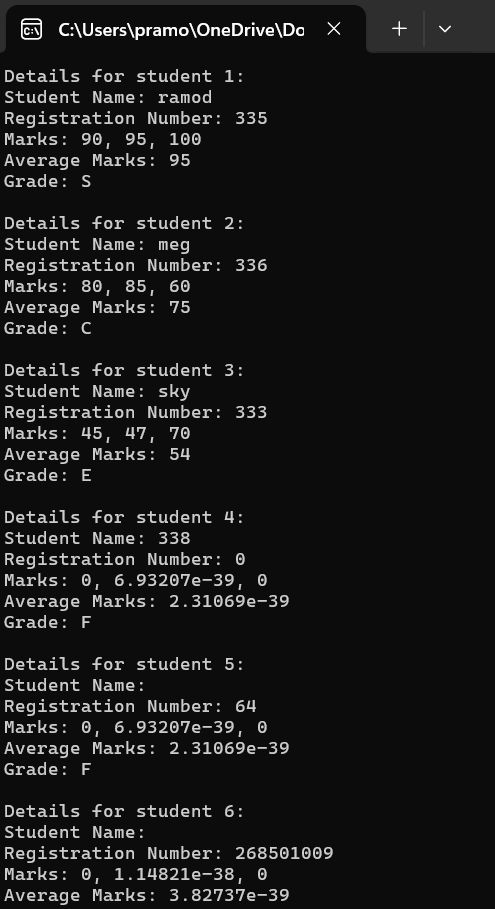 C:\Users\pramo\OneDrive\Do
Details for student 1:
Student Name: ramod
Registration Number: 335
Marks: 90, 95, 100
Average Marks: 95
Grade: S
Details for student 2:
Student Name: meg
Registration Number: 336
Marks: 80, 85, 60
Average Marks: 75
Grade: C
Details for student 3:
Student Name: sky
Registration Number: 333
Marks: 45, 47, 70
Average Marks: 54
Grade: E
Details for student 4:
Student Name: 338
Registration Number: 0
Marks: 0, 6.93207e-39, 0
Average Marks: 2.31069e-39
Grade: F
Details for student 5:
Student Name:
Registration Number: 64
Marks: 0, 6.93207e-39, 0
Average Marks: 2.31069e-39
Grade: F
Details for student 6:
Student Name:
Registration Number: 268501009
Marks: 0, 1.14821e-38, 0
Average Marks: 3.82737e-39